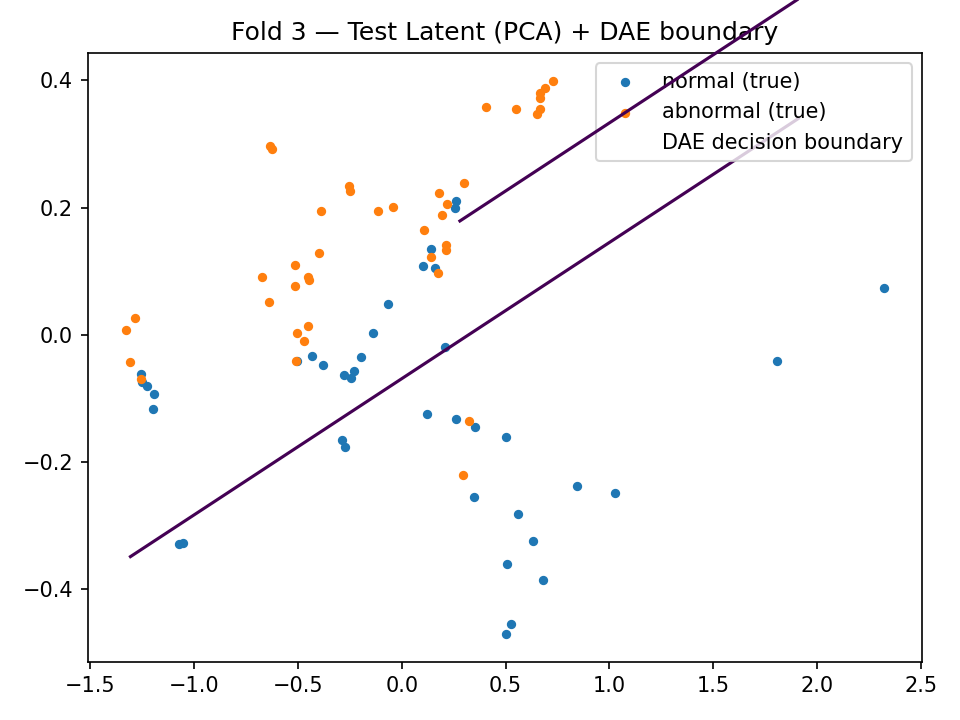 Fold 3 — Test Latent (PCA) + DAE boundary
normal (true)
abnormal (true)
DAE decision boundary
0.4
0.2
0.0
−0.2
−0.4
−1.5 −1.0 −0.5 0.0 0.5 1.0 1.5 2.0 2.5